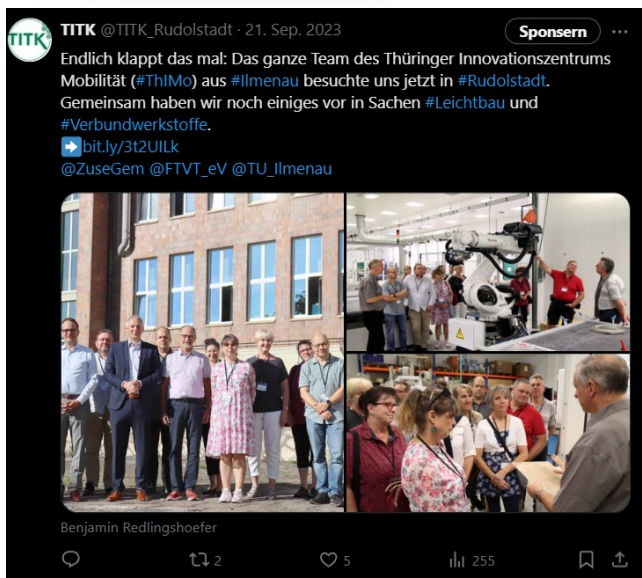 TITK
TITK @TITK_Rudolstadt · 21. Sep. 2023
Sponsern
Endlich klappt das mal: Das ganze Team des Thüringer Innovationszentrums
Mobilität (#ThIMo) aus #Ilmenau besuchte uns jetzt in #Rudolstadt.
Gemeinsam haben wir noch einiges vor in Sachen #Leichtbau und
#Verbundwerkstoffe.
➡bit.ly/3t2UILk
@ZuseGem @FTVT_eV @TU_Ilmenau
Benjamin Redlingshoefer
2
5
255